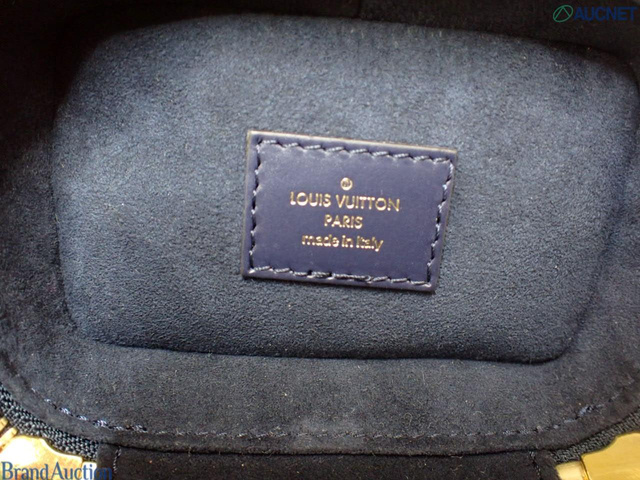 AUCNET
LOUIS VUITTON
PARIS
made in Italy
BrandAuction